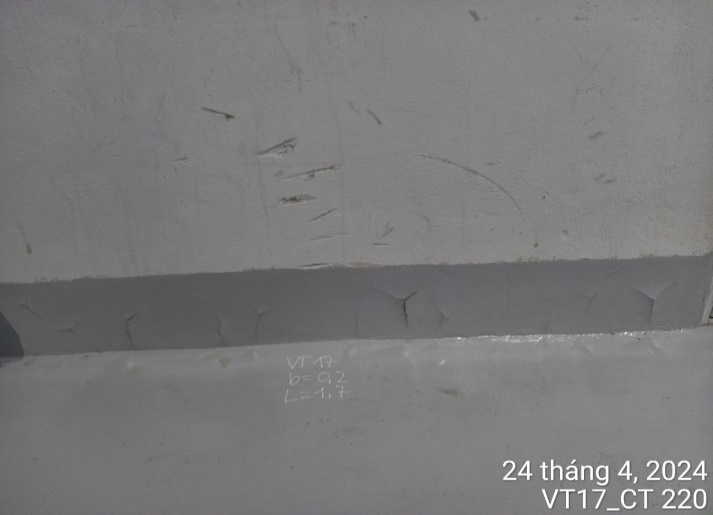 VT17
b=0,2
L=1,7
24 tháng 4, 2024
VT17_CT 220